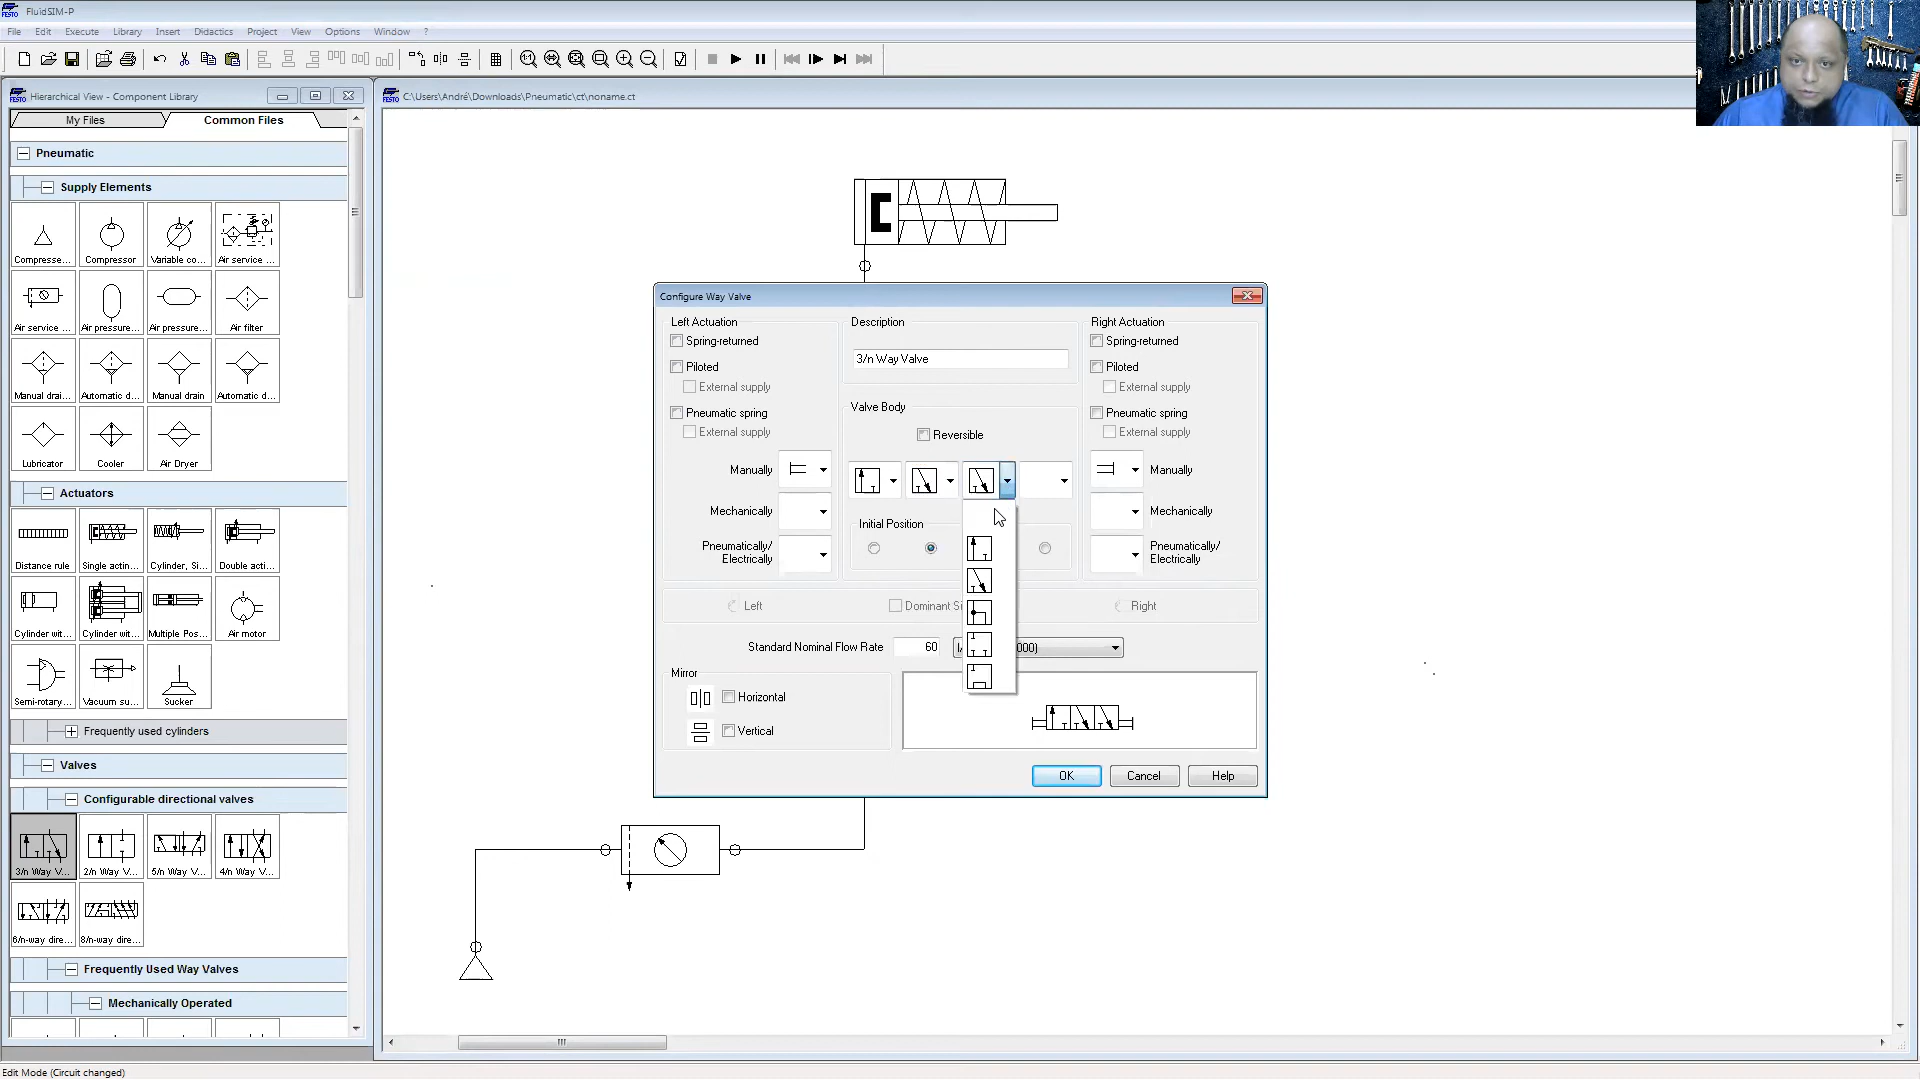 FESTO FluidSIM-P
File Edit Execute Library Insert Didactics Project View Options Window ?
FESTO Hierarchical View - Component Library
My Files Common Files
Pneumatic
Supply Elements
Compresse... Compressor Variable co... Air service ...
Air service ... Air pressure... Air pressure... Air filter
Manual drai... Automatic d... Manual drain Automatic d...
Lubricator Cooler Air Dryer
Actuators
Distance rule Single actin... Cylinder, Si... Double acti...
Cylinder wit... Cylinder wit... Multiple Pos... Air motor
Semi-rotary... Vacuum su... Sucker
Frequently used cylinders
Valves
Configurable directional valves
3/n Way V... 2/n Way V... 5/n Way V... 4/n Way V...
6/n-way dire... 8/n-way dire...
Frequently Used Way Valves
Mechanically Operated
FESTO C:\Users\André\Downloads\Pneumatic\ct\noname.ct
Configure Way Valve
Left Actuation
Spring-returned
Piloted
External supply
Pneumatic spring
External supply
Manually
Mechanically
Pneumatically/
Electrically
Description
3/n Way Valve
Valve Body
Reversible
Initial Position
Right Actuation
Spring-returned
Piloted
External supply
Pneumatic spring
External supply
Manually
Mechanically
Pneumatically/
Electrically
Left Dominant Si Right
Standard Nominal Flow Rate 60 000)
Mirror
Horizontal
Vertical
OK Cancel Help
Edit Mode (Circuit changed)